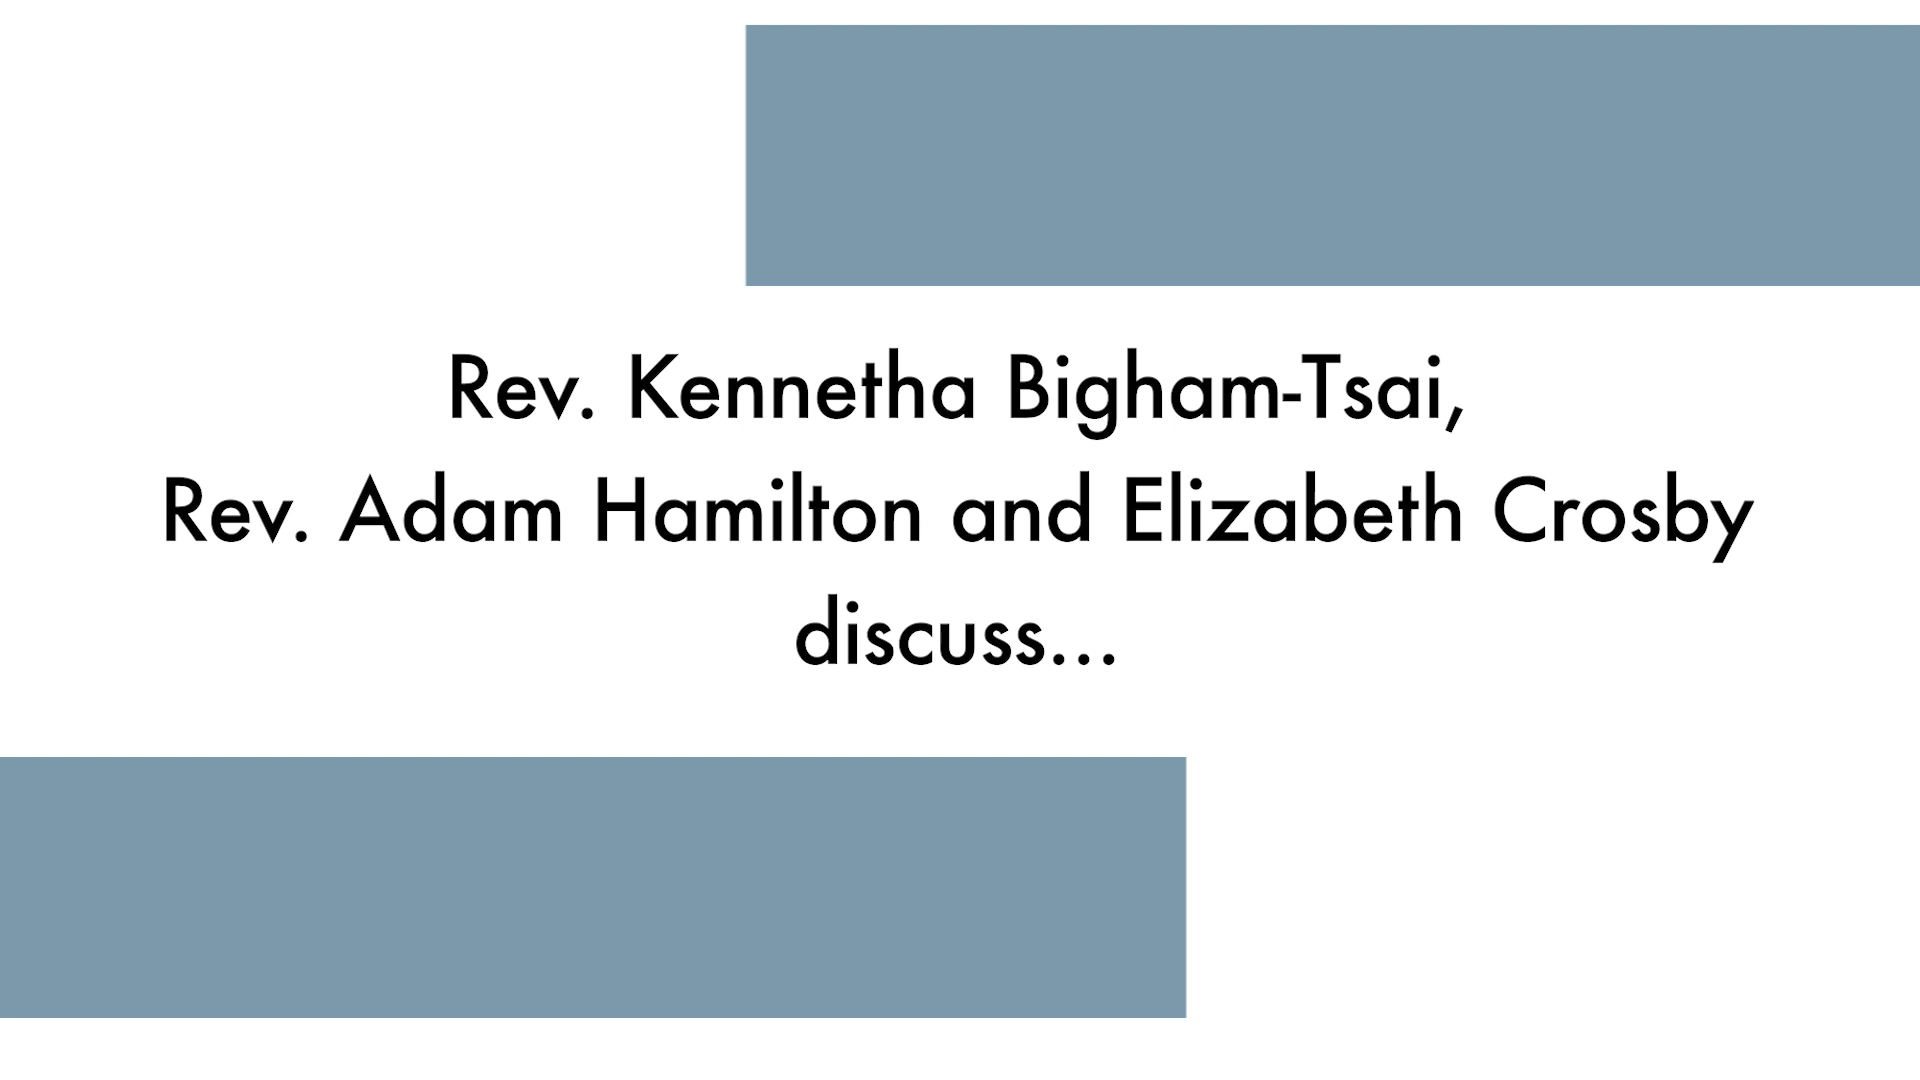 Rev. Kennetha Bigham-Tsai,
Rev. Adam Hamilton and Elizabeth Crosby
discuss...